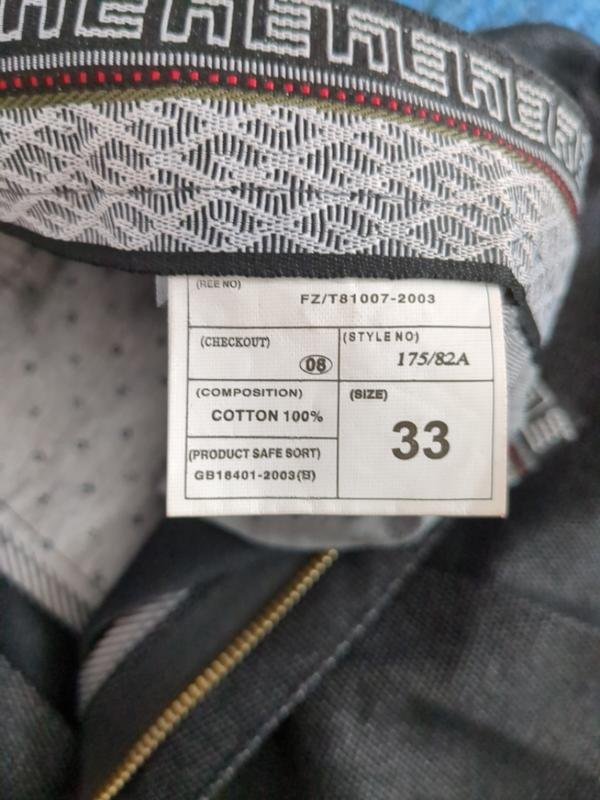 (REE NO)
FZ/T81007-2003
(CHECKOUT)
08
(STYLE NO)
175/82A
(COMPOSITION)
COTTON 100%
(SIZE)
33
(PRODUCT SAFE SORT)
GB18401-2003(B)